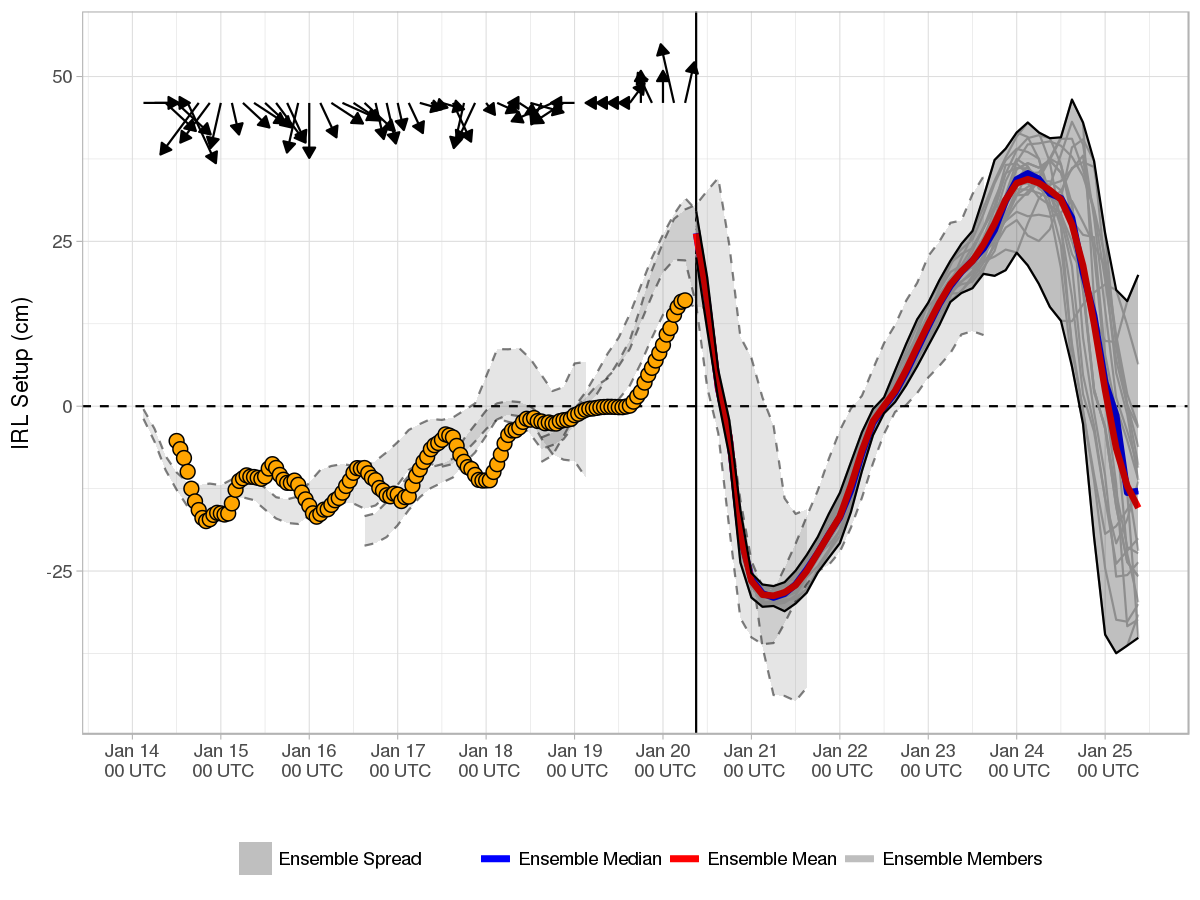 IRL Setup (cm)
50
25
0
-25
Jan 14 Jan 15 Jan 16 Jan 17 Jan 18 Jan 19 Jan 20 Jan 21 Jan 22 Jan 23 Jan 24 Jan 25
00 UTC 00 UTC 00 UTC 00 UTC 00 UTC 00 UTC 00 UTC 00 UTC 00 UTC 00 UTC 00 UTC 00 UTC
Ensemble Spread Ensemble Median Ensemble Mean Ensemble Members